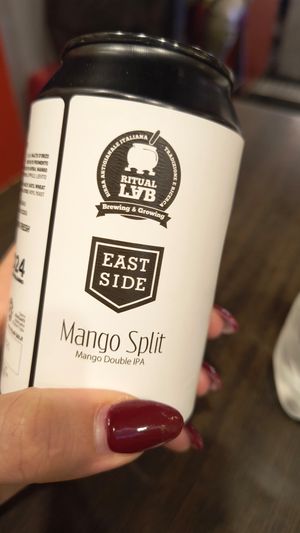 BIRRA ARTIGIANALE ITALIANA
TRADIZIONE E RICERCA
RITUAL
LAB
Brewing & Growing
EAST
SIDE
Mango Split
Mango Double IPA